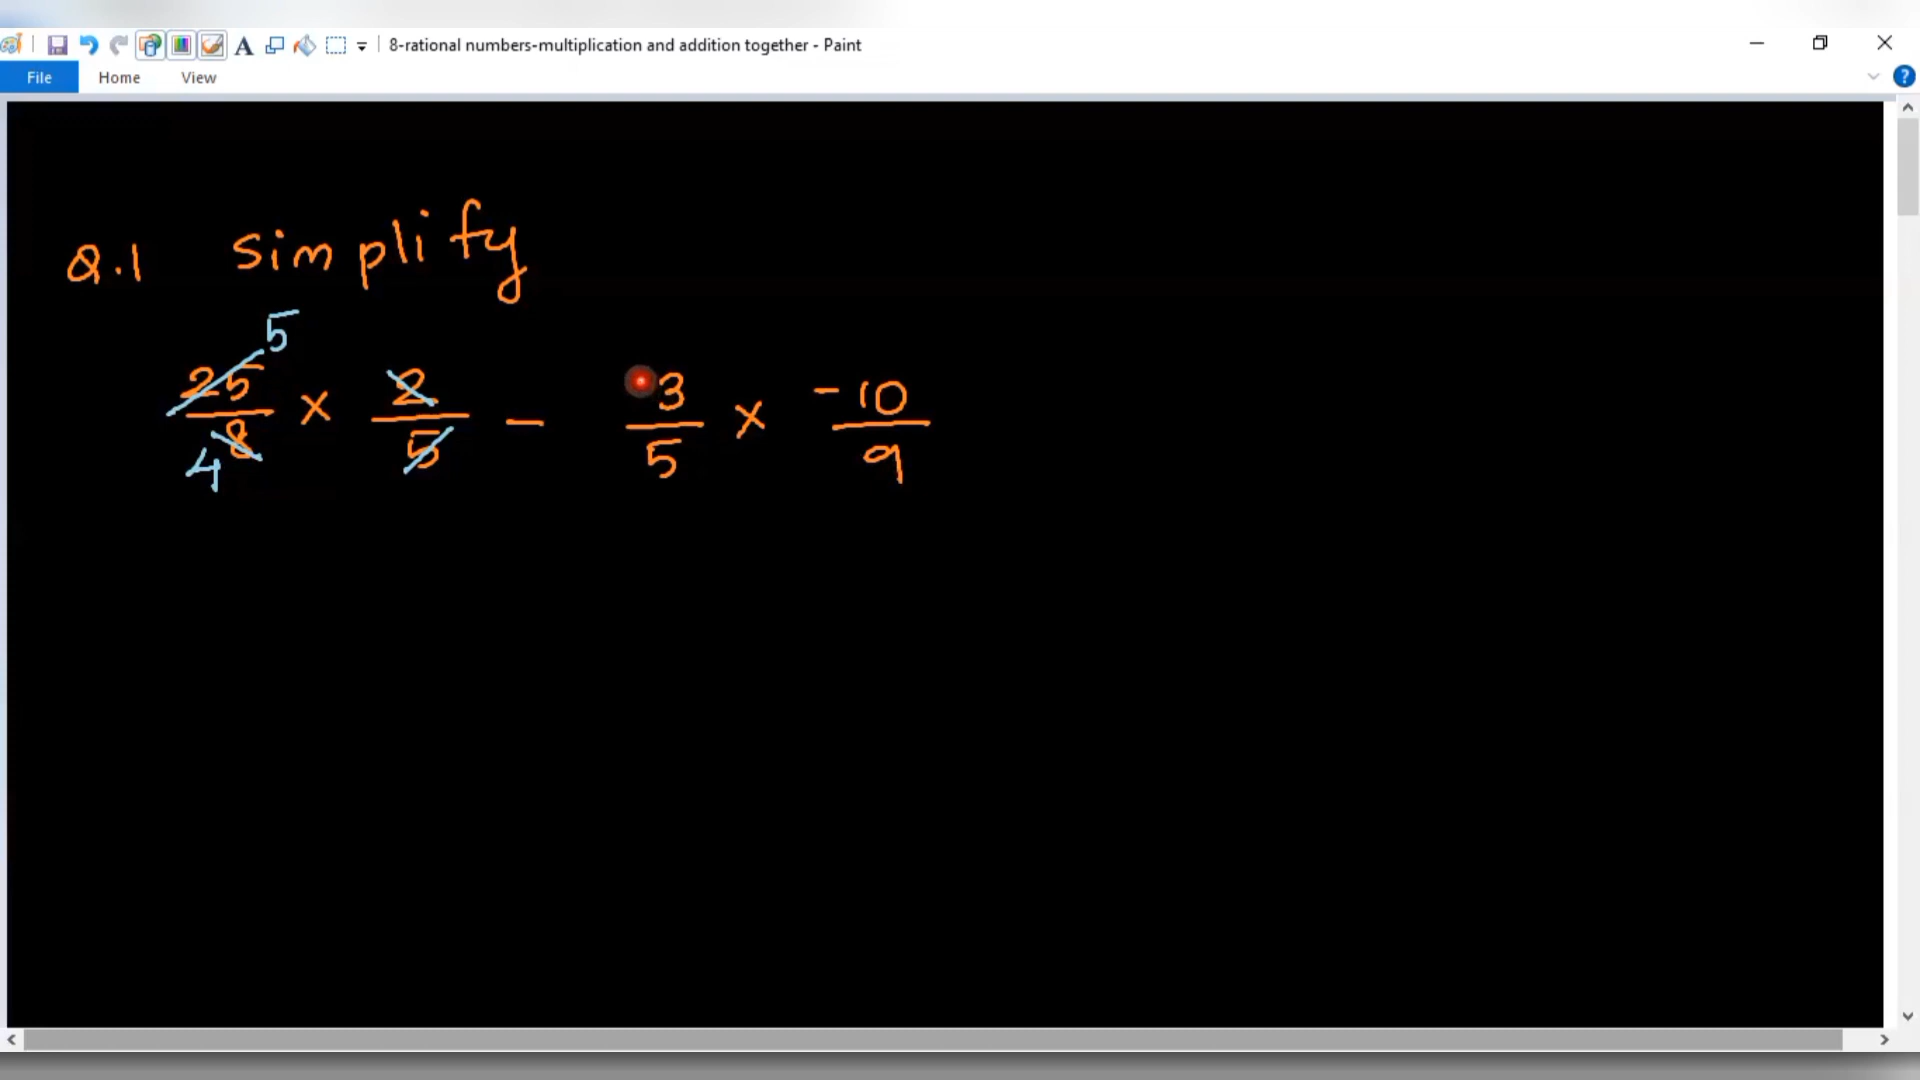 8-rational numbers-multiplication and addition together - Paint
File Home View
Q.1 Simplify
5
25/8 × 2/5 - 3/5 × -10/9
4